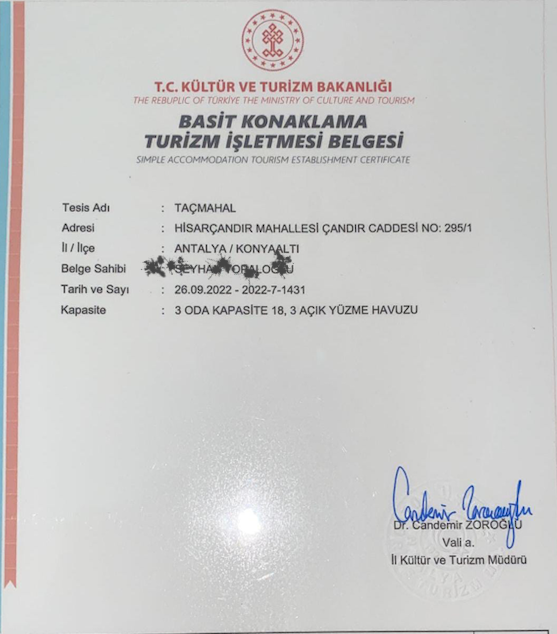 T.C. KÜLTÜR VE TURİZM BAKANLIĞI
THE REBUPLIC OF TÜRKİYE THE MINISTRY OF CULTURE AND TOURISM
BASİT KONAKLAMA
TURİZM İŞLETMESİ BELGESİ
SIMPLE ACCOMMODATION TOURISM ESTABLISHMENT CERTIFICATE
Tesis Adı : TAÇMAHAL
Adresi : HİSARÇANDIR MAHALLESİ ÇANDIR CADDESİ NO: 295/1
İl / İlçe : ANTALYA / KONYAALTI
Belge Sahibi :
Tarih ve Sayı : 26.09.2022 - 2022-7-1431
Kapasite : 3 ODA KAPASİTE 18, 3 AÇIK YÜZME HAVUZU
Dr. Candemir ZOROĞLU
Vali a.
İl Kültür ve Turizm Müdürü